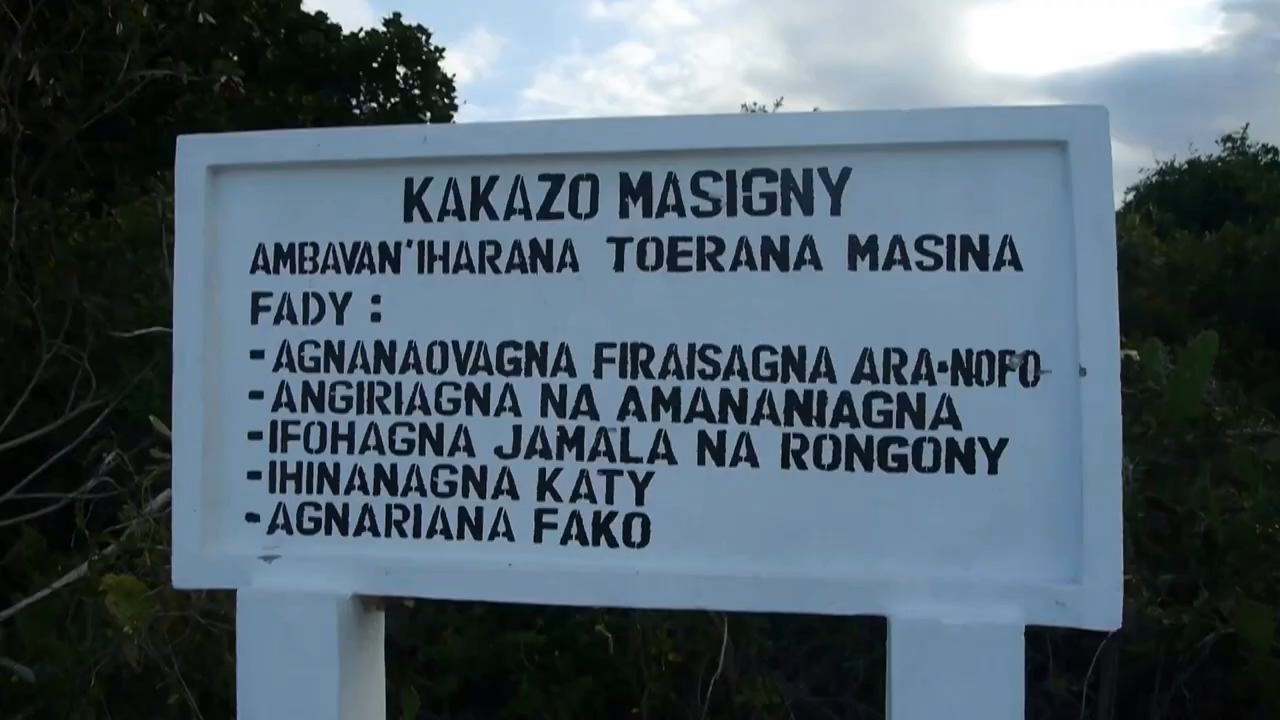 KAKAZO MASIGNY
AMBAVAN'IHARANA TOERANA MASINA
FADY :
-AGNANAOVAGNA FIRAISAGNA ARA-NOFO
-ANGIRIAGNA NA AMANANIAGNA
-IFOHAGNA JAMALA NA RONGONY
-IHINANAGNA KATY
-AGNARIANA FAKO